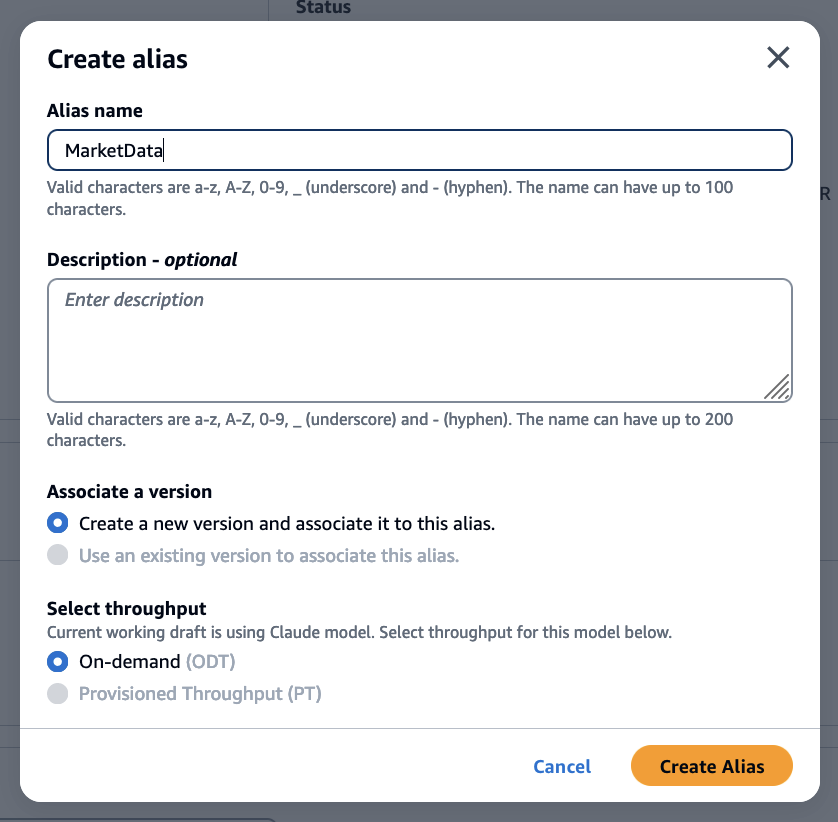 Status
Create alias
Alias name
MarketData
Valid characters are a-z, A-Z, 0-9, _ (underscore) and - (hyphen). The name can have up to 100
characters.
R
Description - optional
Enter description
Valid characters are a-z, A-Z, 0-9, _ (underscore) and - (hyphen). The name can have up to 200
characters.
Associate a version
Create a new version and associate it to this alias.
Use an existing version to associate this alias.
Select throughput
Current working draft is using Claude model. Select throughput for this model below.
On-demand (ODT)
Provisioned Throughput (PT)
Cancel
Create Alias